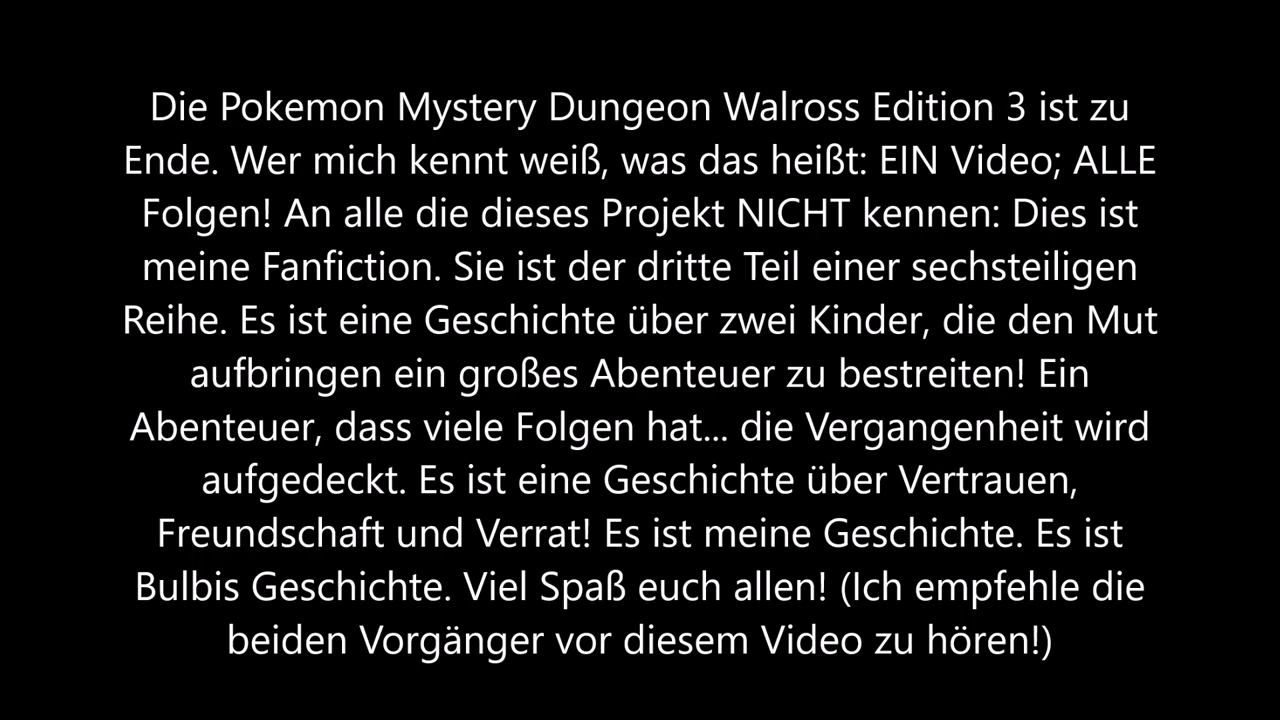 Die Pokemon Mystery Dungeon Walross Edition 3 ist zu
Ende. Wer mich kennt weiß, was das heißt: EIN Video; ALLE
Folgen! An alle die dieses Projekt NICHT kennen: Dies ist
meine Fanfiction. Sie ist der dritte Teil einer sechsteiligen
Reihe. Es ist eine Geschichte über zwei Kinder, die den Mut
aufbringen ein großes Abenteuer zu bestreiten! Ein
Abenteuer, dass viele Folgen hat... die Vergangenheit wird
aufgedeckt. Es ist eine Geschichte über Vertrauen,
Freundschaft und Verrat! Es ist meine Geschichte. Es ist
Bulbis Geschichte. Viel Spaß euch allen! (Ich empfehle die
beiden Vorgänger vor diesem Video zu hören!)